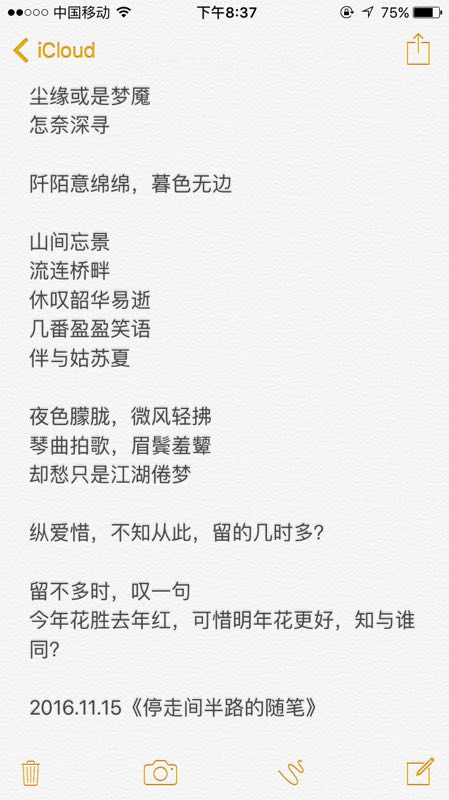 中国移动 下午8:37 75%
iCloud
尘缘或是梦魇
怎奈深寻
阡陌意绵绵，暮色无边
山间忘景
流连桥畔
休叹韶华易逝
几番盈盈笑语
伴与姑苏夏
夜色朦胧，微风轻拂
琴曲拍歌，眉鬓羞颦
却愁只是江湖倦梦
纵爱惜，不知从此，留的几时多？
留不多时，叹一句
今年花胜去年红，可惜明年花更好，知与谁
同？
2016.11.15《停走间半路的随笔》